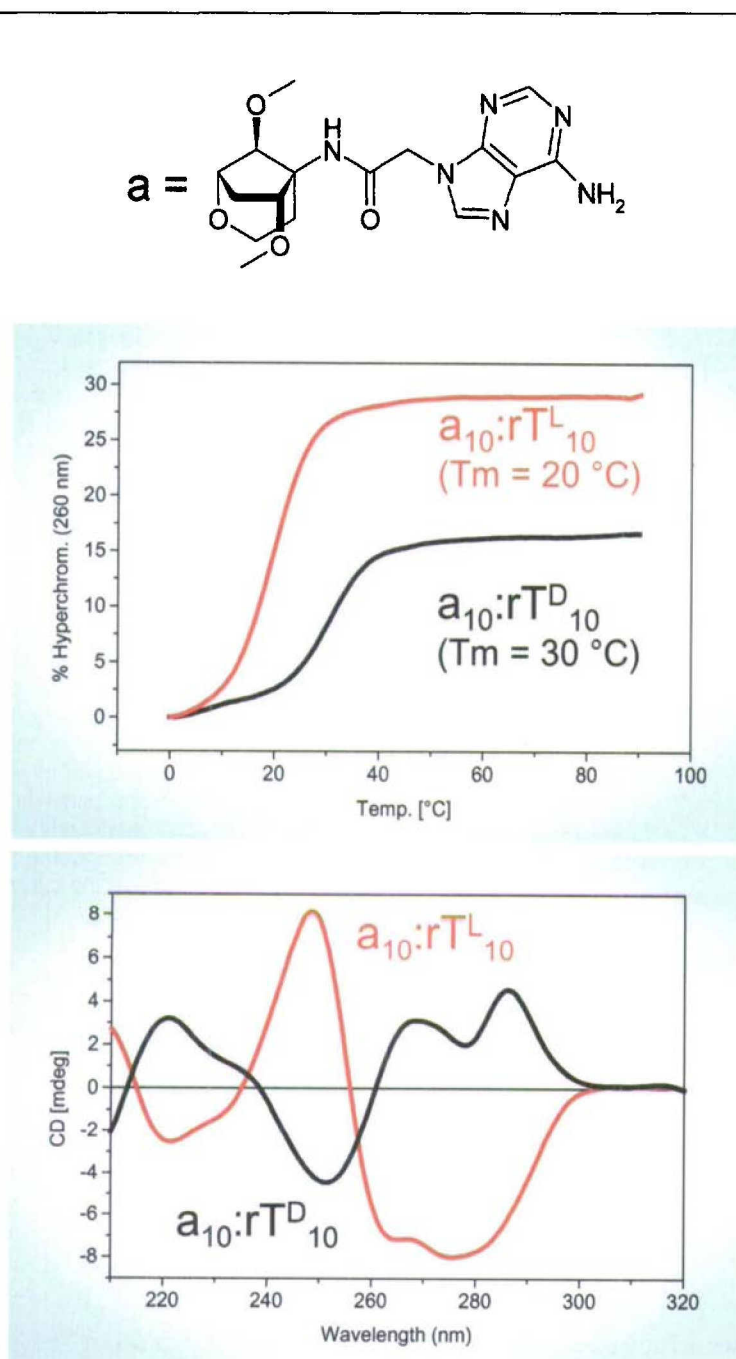 a =
O
O
O
H
N
O
N
N
N
N
NH₂
30
25
20
15
10
5
0
% Hyperchrom. (260 nm)
a₁₀:rTᴸ₁₀
(Tm = 20 °C)
a₁₀:rTᴰ₁₀
(Tm = 30 °C)
0 20 40 60 80 100
Temp. [°C]
8
6
4
2
0
-2
-4
-6
-8
CD [mdeg]
a₁₀:rTᴸ₁₀
a₁₀:rTᴰ₁₀
220 240 260 280 300 320
Wavelength (nm)